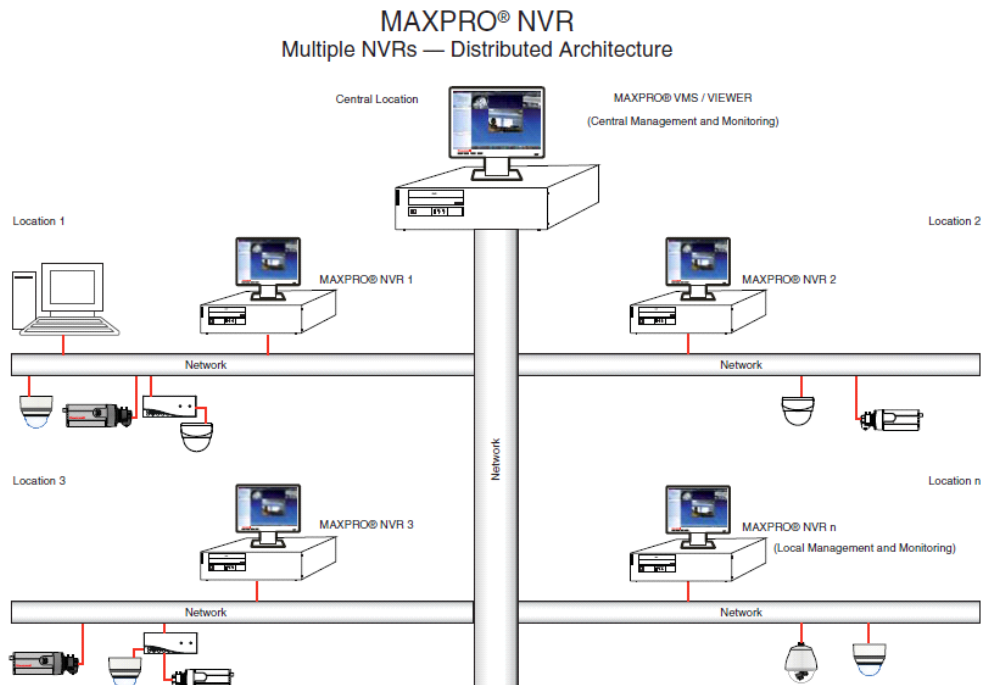 MAXPRO® NVR
Multiple NVRs — Distributed Architecture
Central Location
MAXPRO® VMS / VIEWER
(Central Management and Monitoring)
Location 1
Location 2
MAXPRO® NVR 1
MAXPRO® NVR 2
Network
Network
Network
Location 3
Location n
MAXPRO® NVR 3
MAXPRO® NVR n
(Local Management and Monitoring)
Network
Network